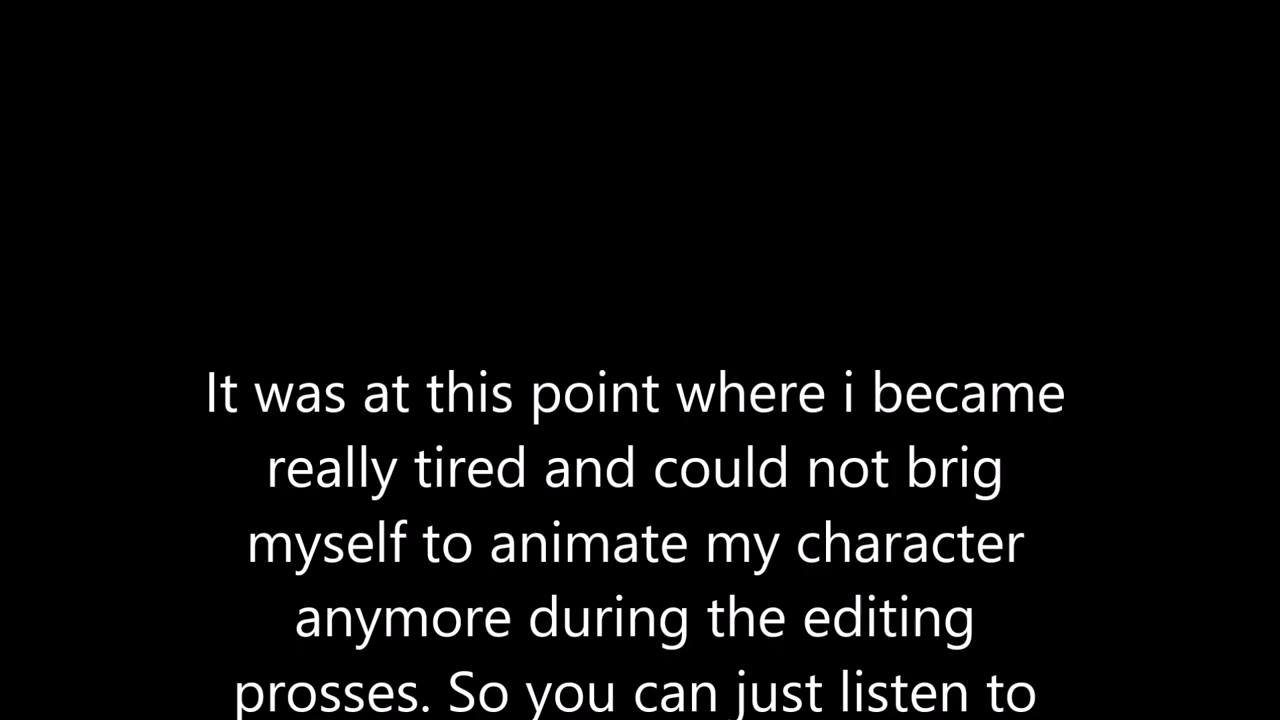 It was at this point where i became
really tired and could not brig
myself to animate my character
anymore during the editing
prosses. So you can just listen to